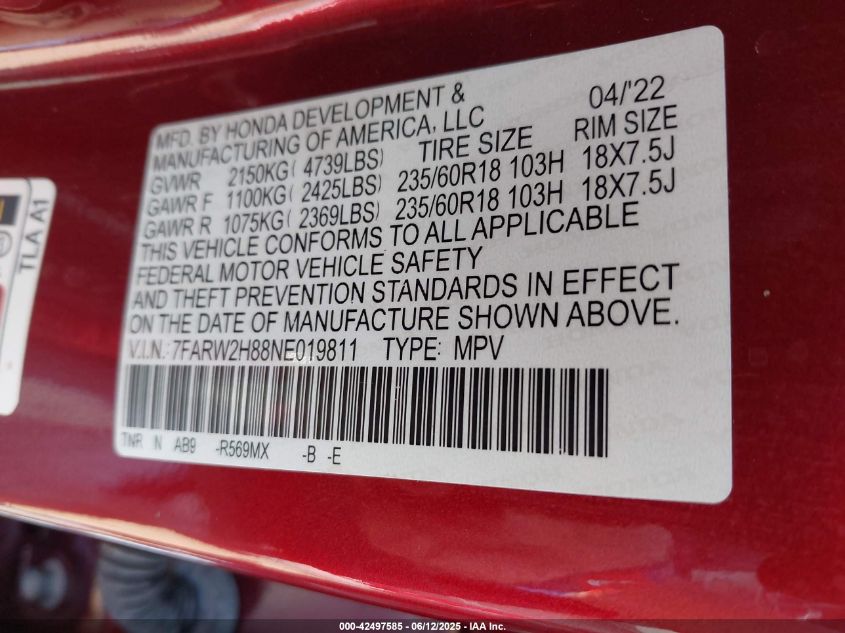 MFD. BY HONDA DEVELOPMENT & 04/'22
MANUFACTURING OF AMERICA, LLC TIRE SIZE RIM SIZE
GVWR 2150KG( 4739LBS)
GAWR F 1100KG( 2425LBS) 235/60R18 103H 18X7.5J
GAWR R 1075KG( 2369LBS) 235/60R18 103H 18X7.5J
THIS VEHICLE CONFORMS TO ALL APPLICABLE
FEDERAL MOTOR VEHICLE SAFETY
AND THEFT PREVENTION STANDARDS IN EFFECT
ON THE DATE OF MANUFACTURE SHOWN ABOVE.
V.I.N.: 7FARW2H88NE019811 TYPE: MPV
TNR N AB9 -R569MX -B -E
TLA A1
000-42497585 - 06/12/2025 - IAA Inc.